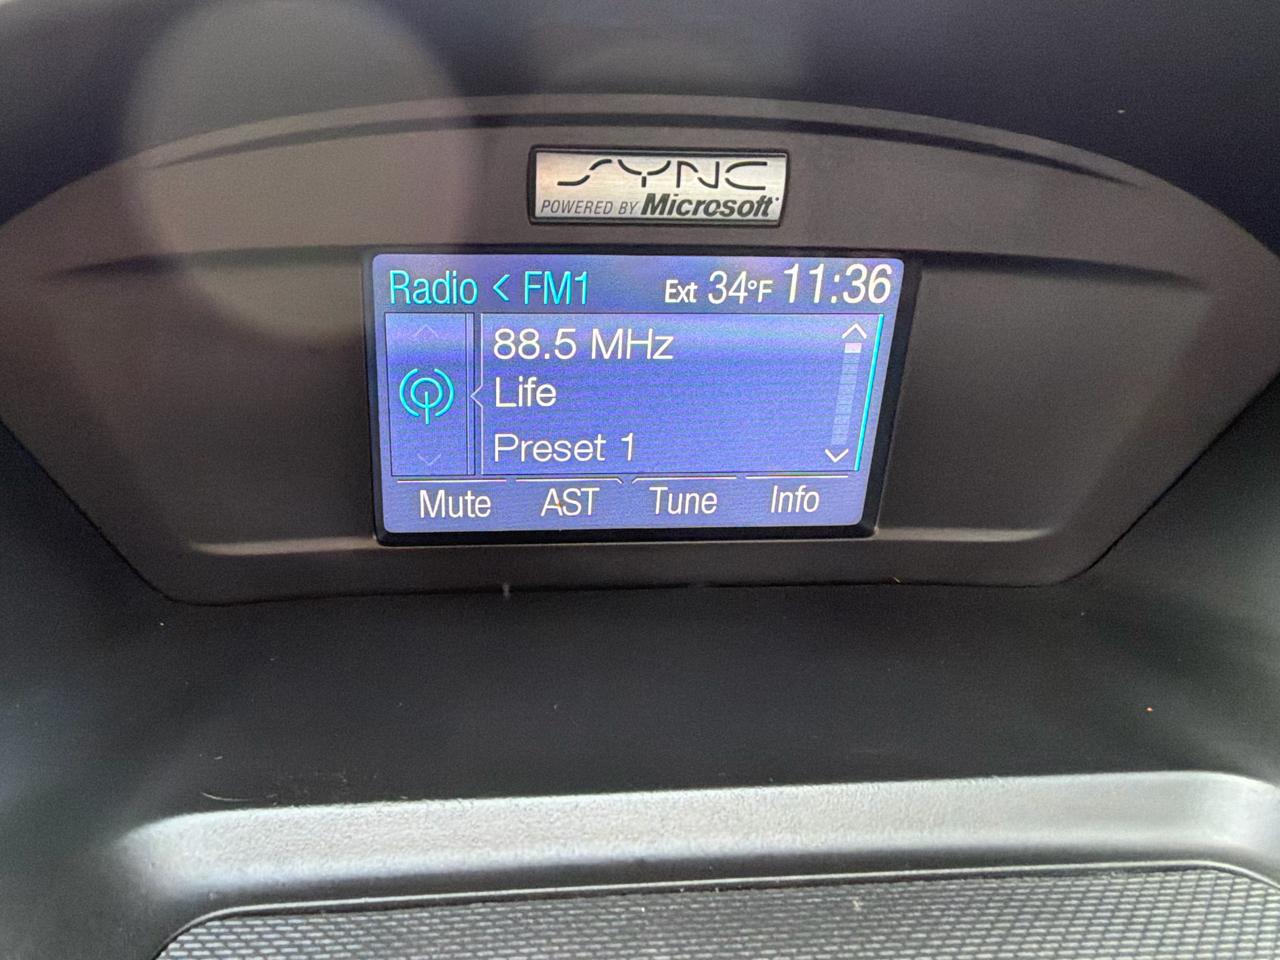 SYNC
POWERED BY Microsoft
Radio < FM1 Ext 34°F 11:36
88.5 MHz
Life
Preset 1
Mute AST Tune Info